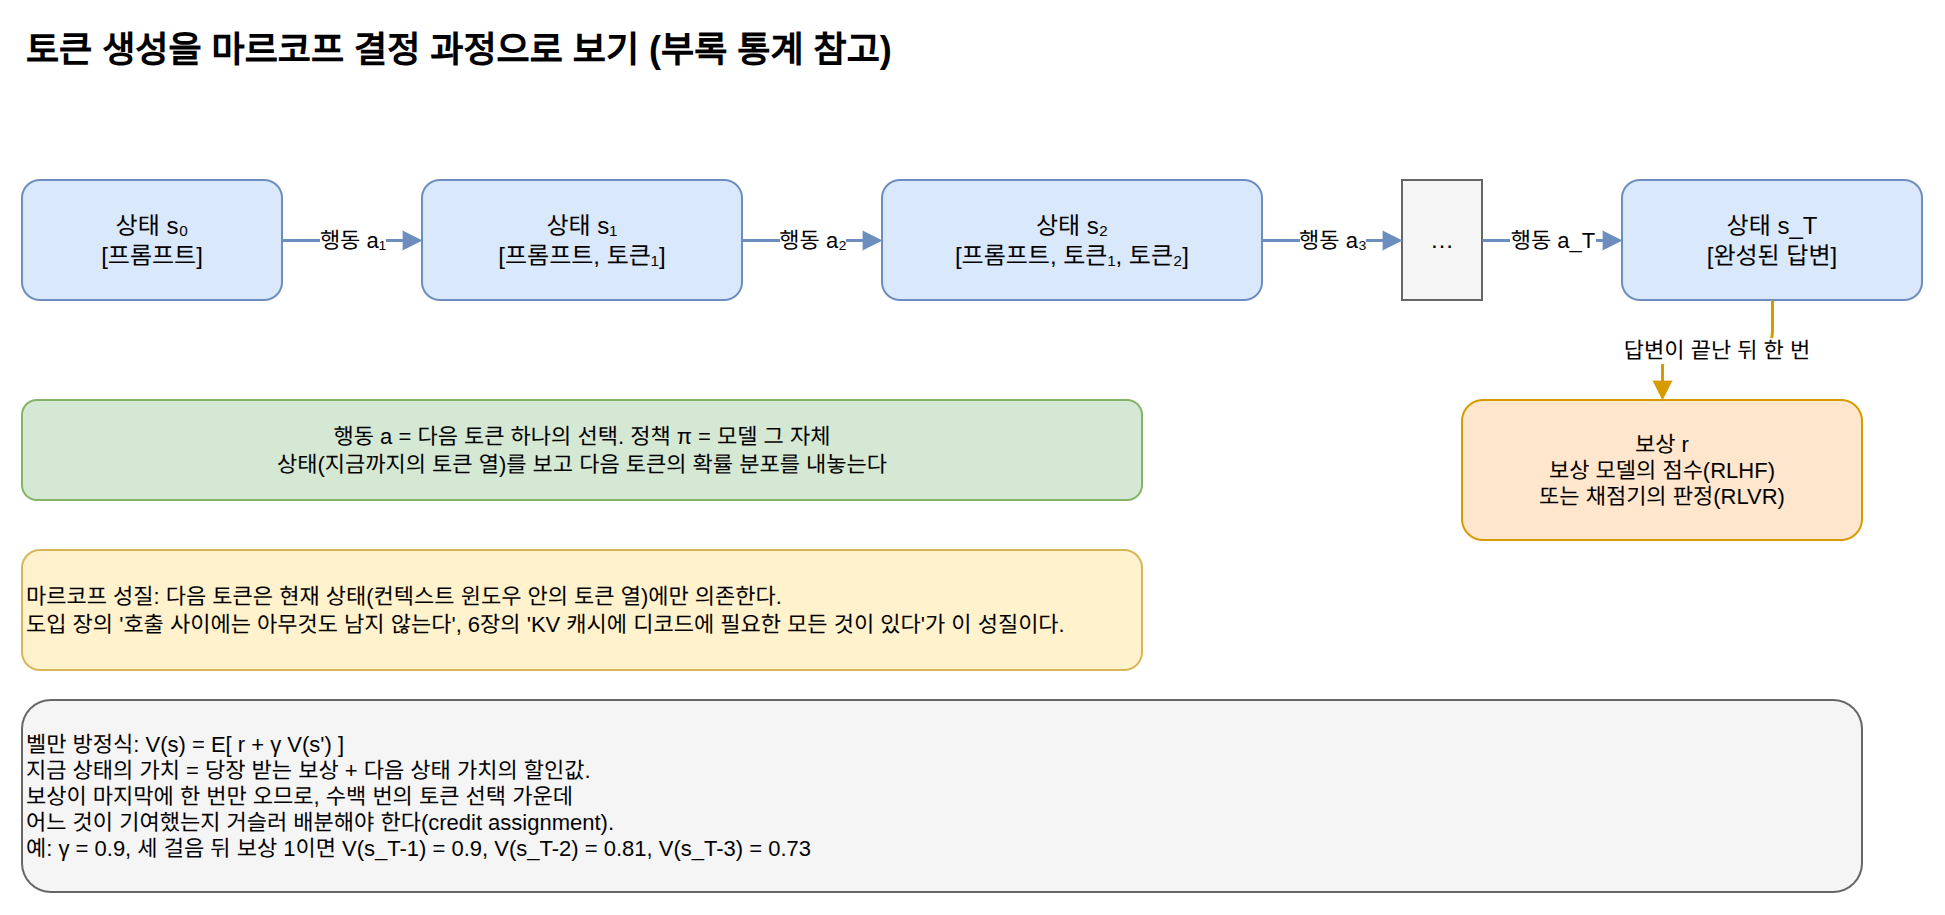 토큰 생성을 마르코프 결정 과정으로 보기 (부록 통계 참고)
상태 s₀
[프롬프트]
행동 a₁
상태 s₁
[프롬프트, 토큰₁]
행동 a₂
상태 s₂
[프롬프트, 토큰₁, 토큰₂]
행동 a₃
…
행동 a_T
상태 s_T
[완성된 답변]
답변이 끝난 뒤 한 번
행동 a = 다음 토큰 하나의 선택. 정책 π = 모델 그 자체
상태(지금까지의 토큰 열)를 보고 다음 토큰의 확률 분포를 내놓는다
보상 r
보상 모델의 점수(RLHF)
또는 채점기의 판정(RLVR)
마르코프 성질: 다음 토큰은 현재 상태(컨텍스트 윈도우 안의 토큰 열)에만 의존한다.
도입 장의 '호출 사이에는 아무것도 남지 않는다', 6장의 'KV 캐시에 디코드에 필요한 모든 것이 있다'가 이 성질이다.
벨만 방정식: V(s) = E[ r + γ V(s') ]
지금 상태의 가치 = 당장 받는 보상 + 다음 상태 가치의 할인값.
보상이 마지막에 한 번만 오므로, 수백 번의 토큰 선택 가운데
어느 것이 기여했는지 거슬러 배분해야 한다(credit assignment).
예: γ = 0.9, 세 걸음 뒤 보상 1이면 V(s_T-1) = 0.9, V(s_T-2) = 0.81, V(s_T-3) = 0.73